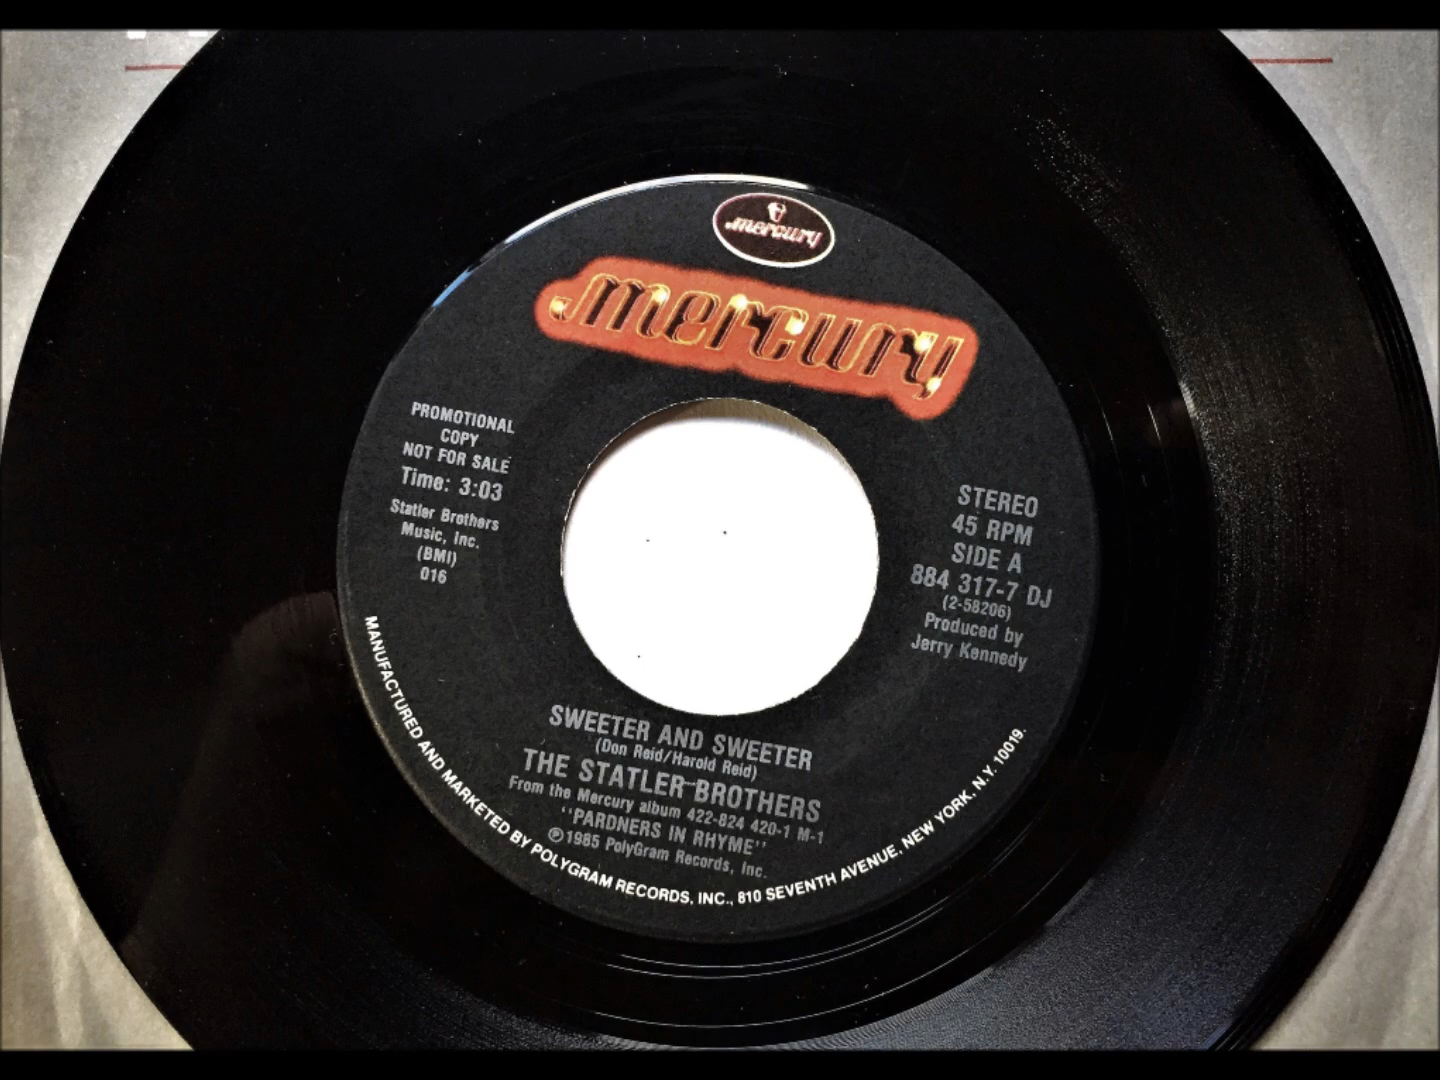 mercury
mercury
PROMOTIONAL
COPY
NOT FOR SALE
Time: 3:03
Statler Brothers
Music, Inc.
(BMI)
016
STEREO
45 RPM
SIDE A
884 317-7 DJ
(2-58206)
Produced by
Jerry Kennedy
SWEETER AND SWEETER
(Don Reid/Harold Reid)
THE STATLER BROTHERS
From the Mercury album 422-824 420-1 M-1
"PARDNERS IN RHYME"
℗1985 PolyGram Records, Inc.
MANUFACTURED AND MARKETED BY POLYGRAM RECORDS, INC., 810 SEVENTH AVENUE, NEW YORK, N.Y. 10019.